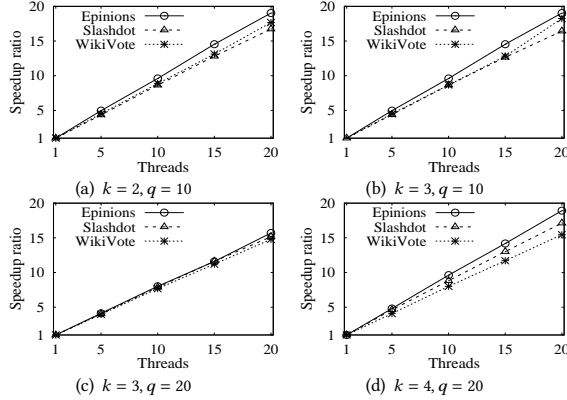 20
15
10
5
1
Speedup ratio
Epinions
Slashdot
WikiVote
1 5 10 15 20
Threads
(a) k = 2, q = 10
20
15
10
5
1
Speedup ratio
Epinions
Slashdot
WikiVote
1 5 10 15 20
Threads
(b) k = 3, q = 10
20
15
10
5
1
Speedup ratio
Epinions
Slashdot
WikiVote
1 5 10 15 20
Threads
(c) k = 3, q = 20
20
15
10
5
1
Speedup ratio
Epinions
Slashdot
WikiVote
1 5 10 15 20
Threads
(d) k = 4, q = 20